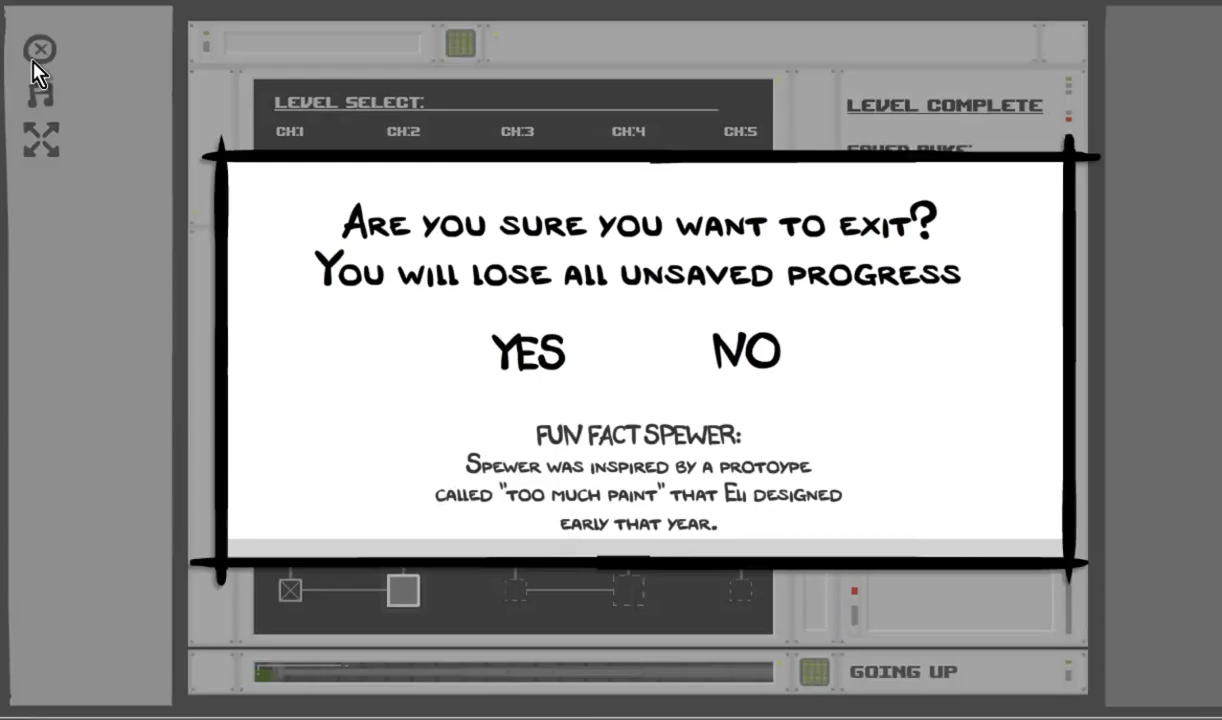 LEVEL SELECT:
CH:1 CH:2 CH:3 CH:4 CH:5
LEVEL COMPLETE
ARE YOU SURE YOU WANT TO EXIT?
YOU WILL LOSE ALL UNSAVED PROGRESS
YES NO
FUN FACT SPEWER:
SPEWER WAS INSPIRED BY A PROTOYPE
CALLED "TOO MUCH PAINT" THAT ELI DESIGNED
EARLY THAT YEAR.
GOING UP